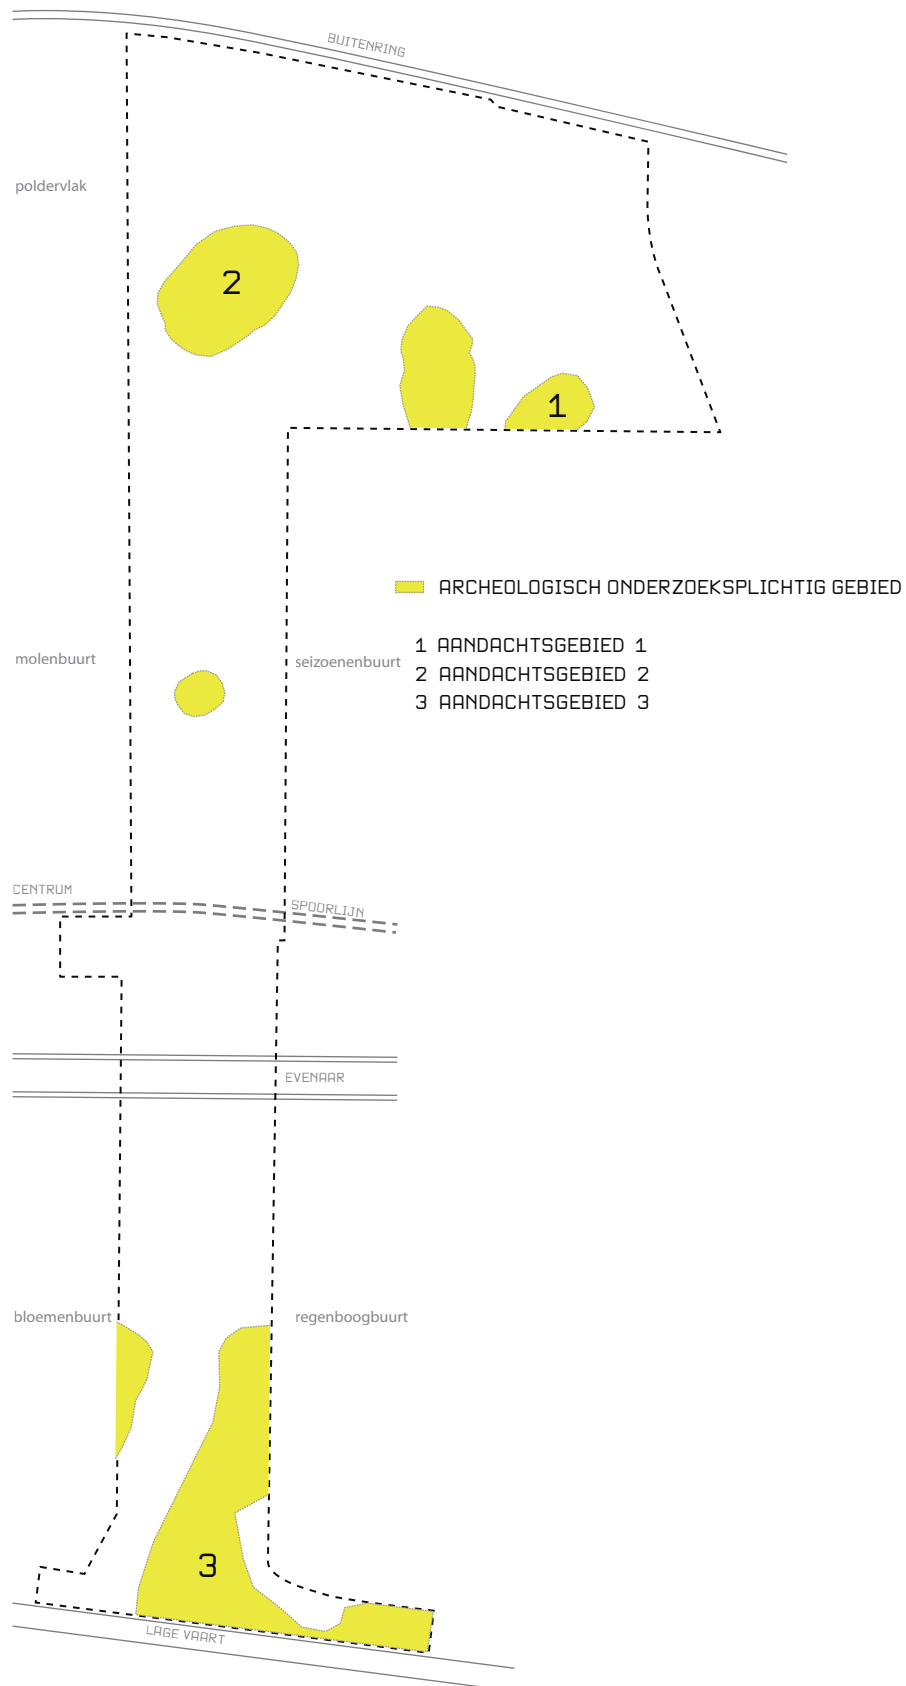 BUITENRING
poldervlak
2
1
ARCHEOLOGISCH ONDERZOEKSPLICHTIG GEBIED
1 AANDACHTSGEBIED 1
2 AANDACHTSGEBIED 2
3 AANDACHTSGEBIED 3
molenbuurt
seizoenenbuurt
CENTRUM
SPOORLIJN
EVENAAR
bloemenbuurt
regenboogbuurt
3
LAGE VAART